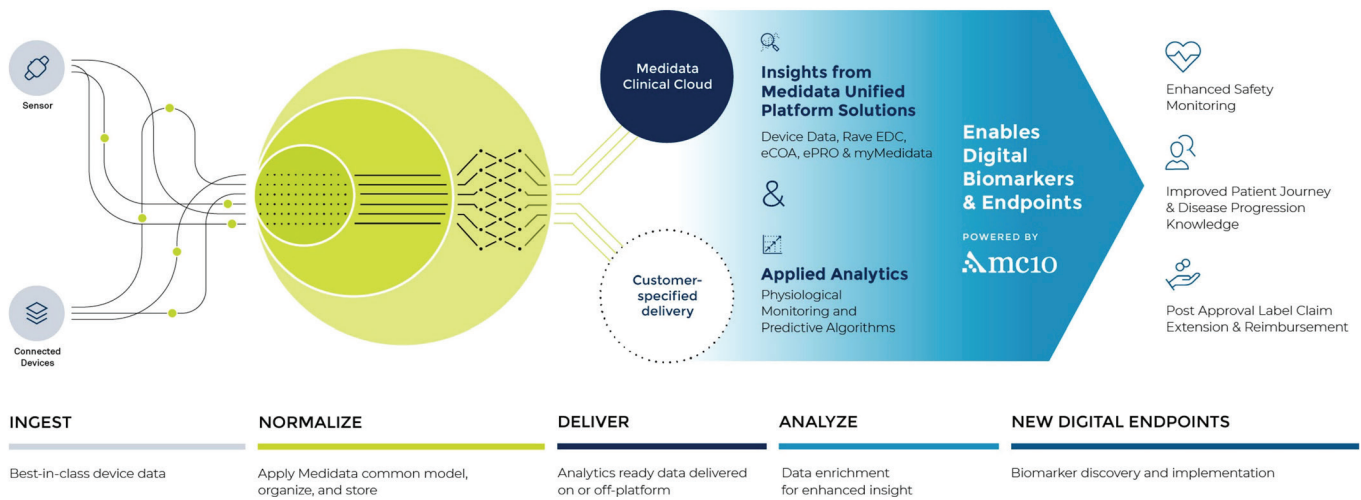 Sensor
Connected
Devices
Medidata
Clinical Cloud
Customer-
specified
delivery
Insights from
Medidata Unified
Platform Solutions
Device Data, Rave EDC,
eCOA, ePRO & myMedidata
&
Applied Analytics
Physiological
Monitoring and
Predictive Algorithms
Enables
Digital
Biomarkers
& Endpoints
POWERED BY
mc10
Enhanced Safety
Monitoring
Improved Patient Journey
& Disease Progression
Knowledge
Post Approval Label Claim
Extension & Reimbursement
INGEST
Best-in-class device data
NORMALIZE
Apply Medidata common model,
organize, and store
DELIVER
Analytics ready data delivered
on or off-platform
ANALYZE
Data enrichment
for enhanced insight
NEW DIGITAL ENDPOINTS
Biomarker discovery and implementation